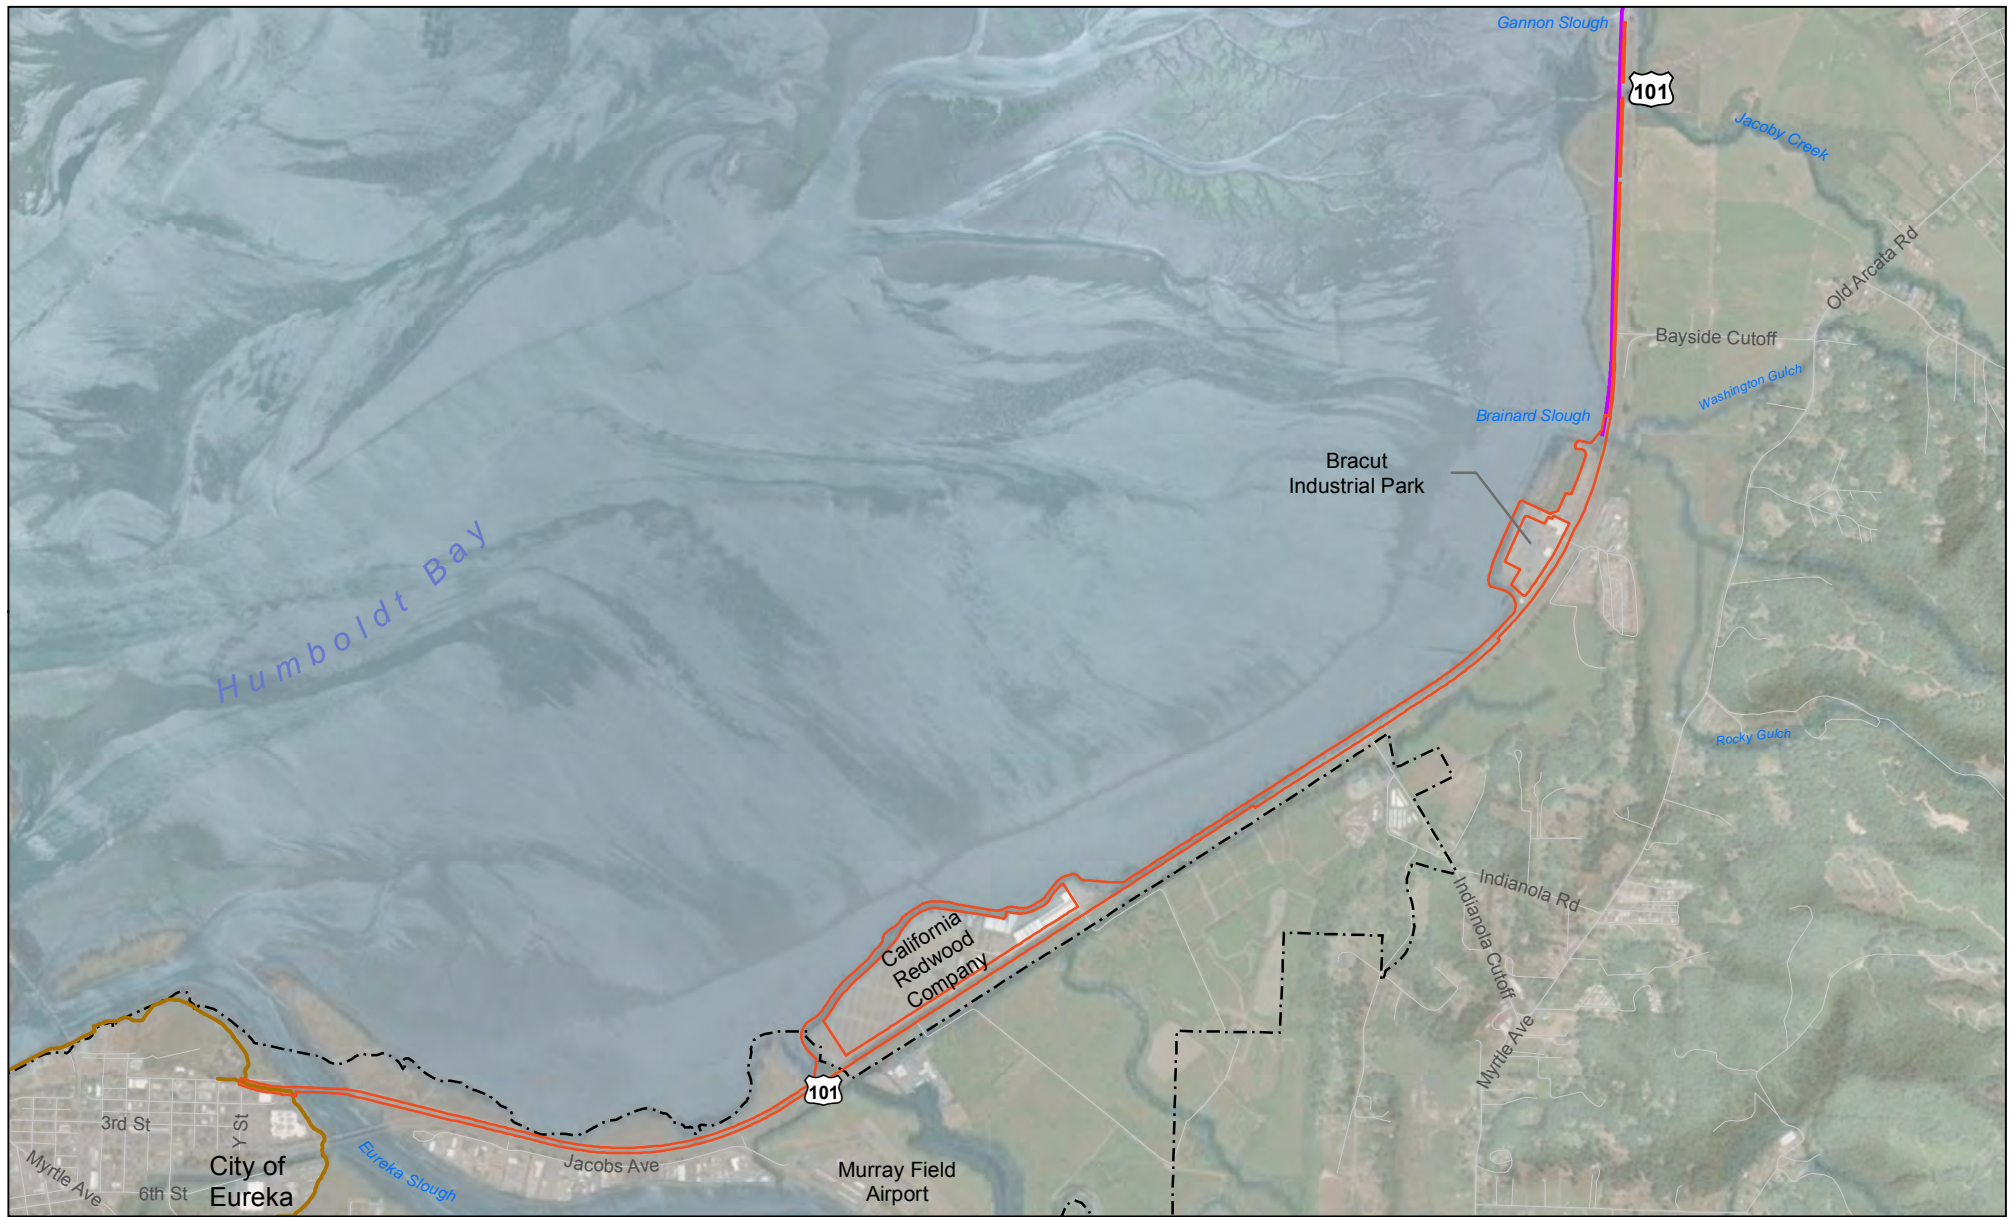 Gannon Slough
101
Jacoby Creek
Old Arcata Rd
Bayside Cutoff
Washington Gulch
Brainard Slough
Bracut
Industrial Park
Humboldt Bay
Rocky Gulch
Indianola Rd
Indianola Cutoff
California
Redwood
Company
Myrtle Ave
101
3rd St
Y St
Jacobs Ave
Eureka Slough
City of
Eureka
Myrtle Ave
6th St
Murray Field
Airport